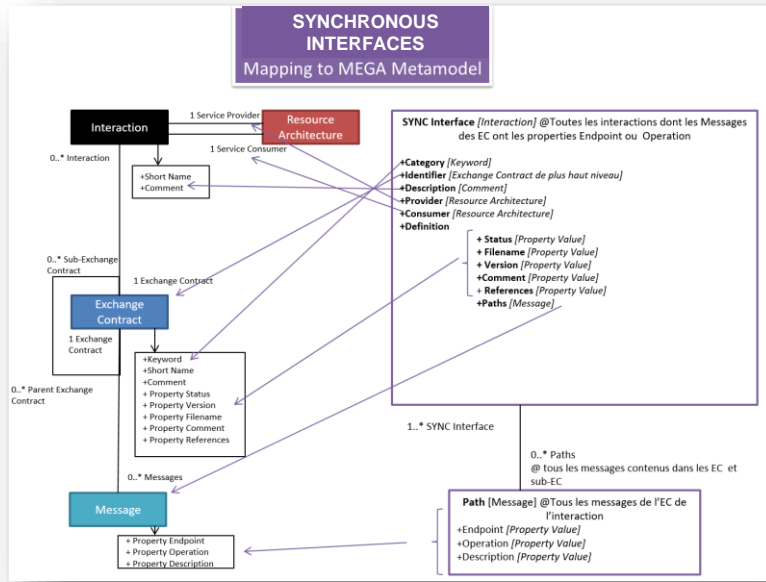 SYNCHRONOUS
INTERFACES
Mapping to MEGA Metamodel
Interaction
1 Service Provider
Resource
Architecture
1 Service Consumer
0..* Interaction
+Short Name
+Comment
0..* Sub-Exchange
Contract
1 Exchange Contract
Exchange
Contract
1 Exchange
Contract
0..* Parent Exchange
Contract
+Keyword
+Short Name
+Comment
+ Property Status
+ Property Version
+ Property Filename
+ Property Comment
+ Property References
0..* Messages
Message
+ Property Endpoint
+ Property Operation
+ Property Description
SYNC Interface [Interaction] @Toutes les interactions dont les Messages
des EC ont les properties Endpoint ou Operation
+Category [Keyword]
+Identifier [Exchange Contract de plus haut niveau]
+Description [Comment]
+Provider [Resource Architecture]
+Consumer [Resource Architecture]
+Definition
+ Status [Property Value]
+ Filename [Property Value]
+ Version [Property Value]
+Comment [Property Value]
+ References [Property Value]
+Paths [Message]
1..* SYNC Interface
0..* Paths
@ tous les messages contenus dans les EC et
sub-EC
Path [Message] @Tous les messages de l'EC de
l'interaction
+Endpoint [Property Value]
+Operation [Property Value]
+Description [Property Value]